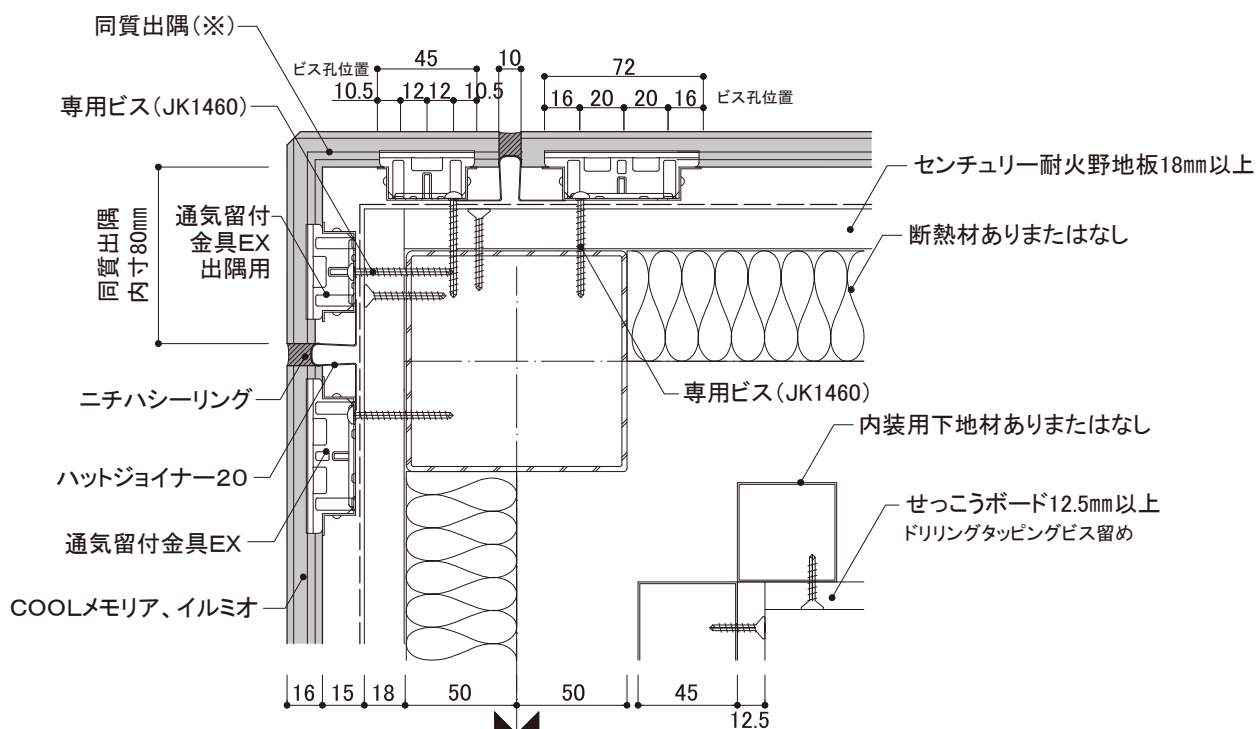 同質出隅(※)
45
10
72
ビス孔位置
10.5
12
12
10.5
16
20
20
16
ビス孔位置
専用ビス(JK1460)
センチュリー耐火野地板18mm以上
断熱材ありまたはなし
同質出隅
内寸80mm
通気留付
金具EX
出隅用
ニチハシーリング
専用ビス(JK1460)
内装用下地材ありまたはなし
ハットジョイナー20
せっこうボード12.5mm以上
ドリリングタッピングビス留め
通気留付金具EX
COOLメモリア、イルミオ
16
15
18
50
50
45
12.5